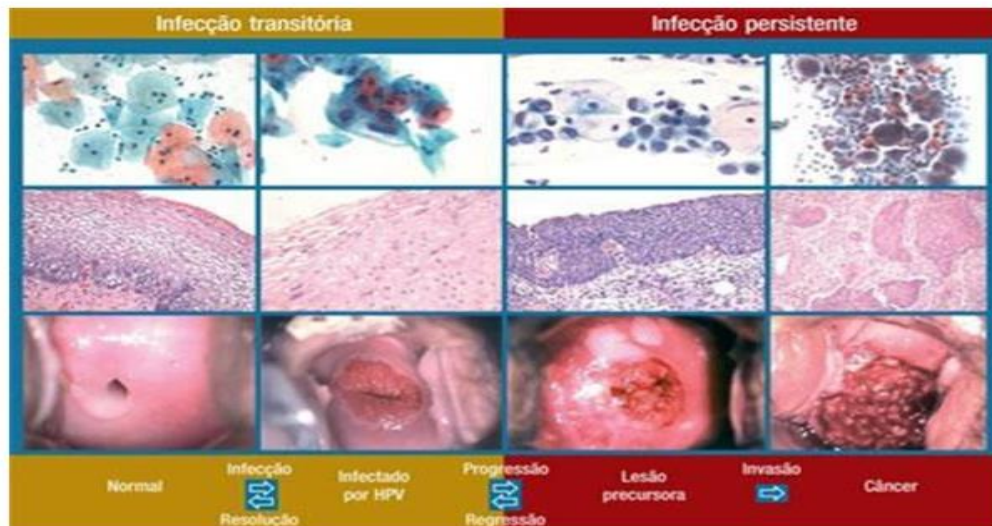 Infecção transitória
Infecção persistente
Normal
Infecção
Resolução
Infectado
por HPV
Progressão
Regressão
Lesão
precursora
Invasão
Câncer